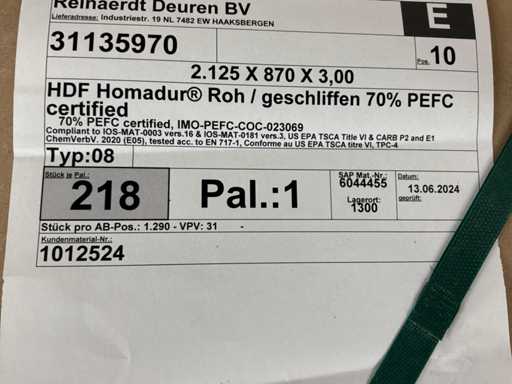 Reinaerdt Deuren BV
Lieferadresse: Industriestr. 19 NL 7482 EW HAAKSBERGEN
E
31135970
Pos. 10
2.125 X 870 X 3,00
HDF Homadur® Roh / geschliffen 70% PEFC
certified
70% PEFC certified, IMO-PEFC-COC-023069
Compliant to IOS-MAT-0003 vers.16 & IOS-MAT-0181 vers.3, US EPA TSCA Title VI & CARB P2 and E1
ChemVerbV. 2020 (E05), tested acc. to EN 717-1, Conforme au US EPA TSCA titre VI, TPC-4
Typ:08
Stück je Pal.:
218
Pal.:1
SAP Mat.-Nr.:
6044455
Lagerort:
1300
Datum:
13.06.2024
geprüft:
Stück pro AB-Pos.: 1.290 - VPV: 31 -
Kundenmaterial-Nr.:
1012524